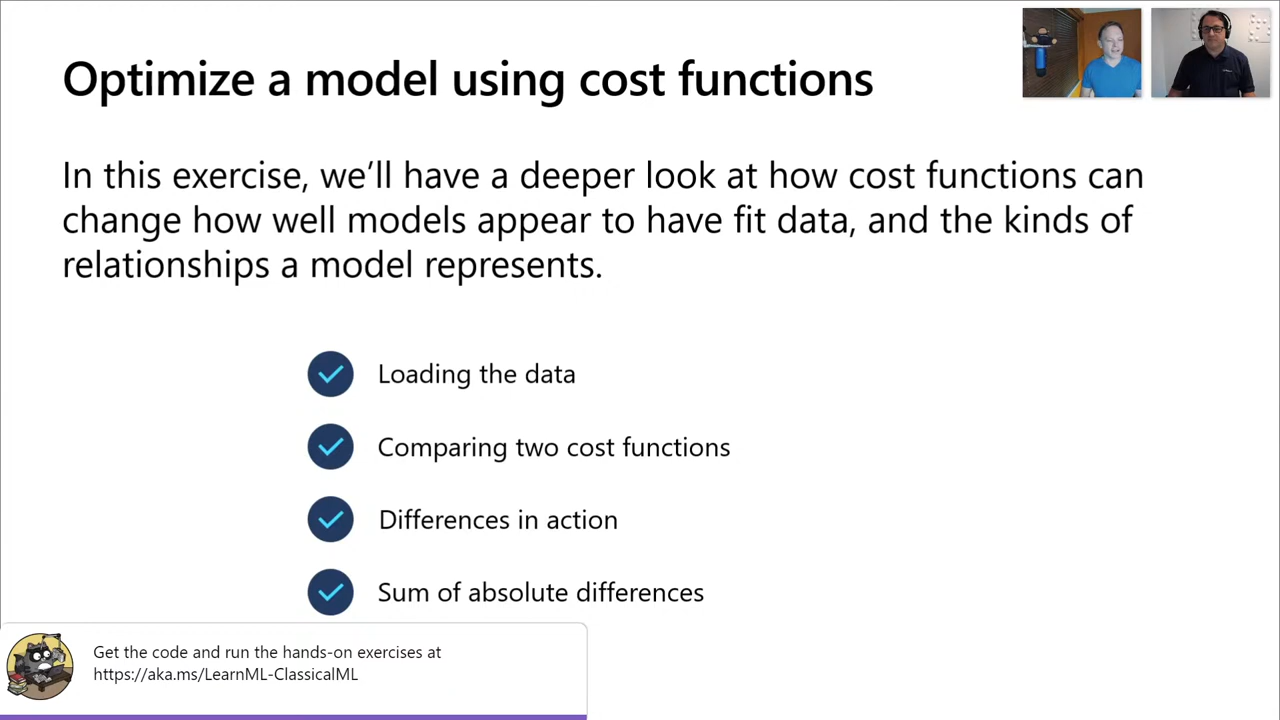 Optimize a model using cost functions
In this exercise, we’ll have a deeper look at how cost functions can
change how well models appear to have fit data, and the kinds of
relationships a model represents.
Loading the data
Comparing two cost functions
Differences in action
Sum of absolute differences
Get the code and run the hands-on exercises at
https://aka.ms/LearnML-ClassicalML